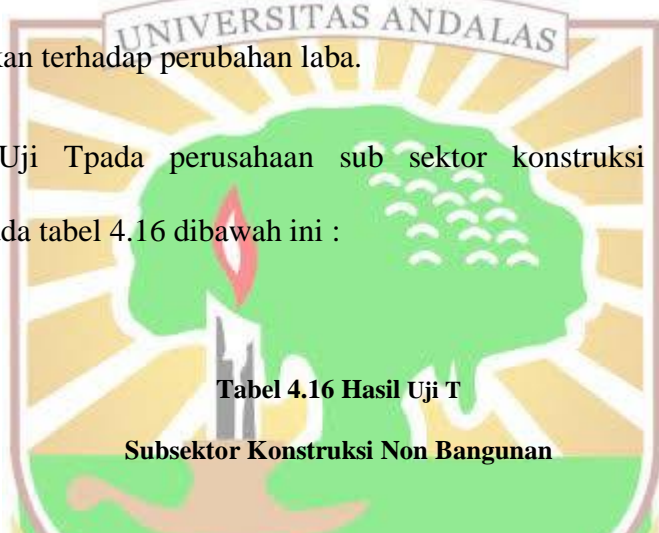 UNIVERSITAS ANDALAS
kan terhadap perubahan laba.
Uji Tpada perusahaan sub sektor konstruksi
ada tabel 4.16 dibawah ini :
Tabel 4.16 Hasil Uji T
Subsektor Konstruksi Non Bangunan